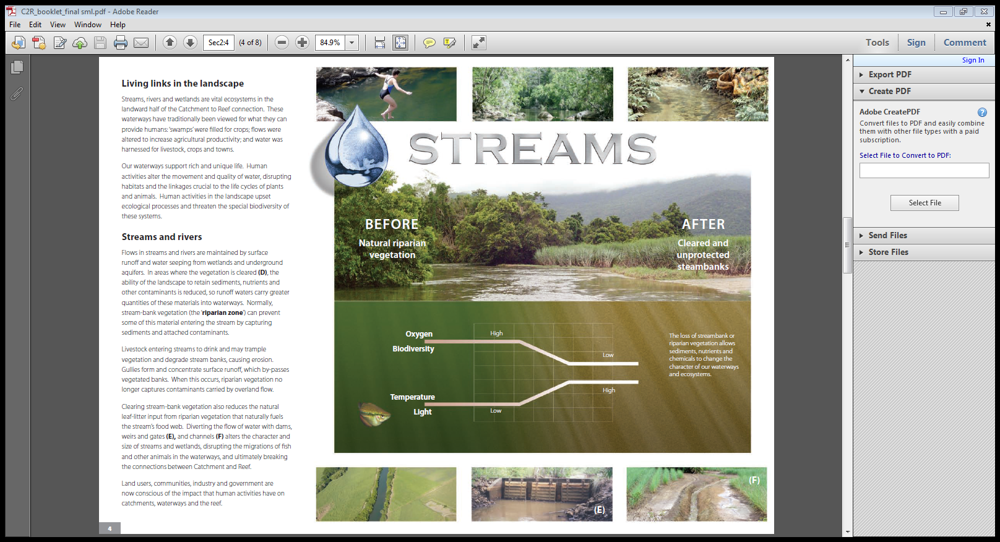 C2R_booklet_final sml.pdf - Adobe Reader
File Edit View Window Help
Sec2:4 (4 of 8) 84.9% Tools Sign Comment
Sign In
Export PDF
Create PDF
Adobe CreatePDF
Convert files to PDF and easily combine
them with other file types with a paid
subscription.
Select File to Convert to PDF:
Select File
Send Files
Store Files
Living links in the landscape
Streams, rivers and wetlands are vital ecosystems in the
landward half of the Catchment to Reef connection. These
waterways have traditionally been viewed for what they can
provide humans: 'swamps' were filled for crops; flows were
altered to increase agricultural productivity; and water was
harnessed for livestock, crops and towns.
Our waterways support rich and unique life. Human
activities alter the movement and quality of water, disrupting
habitats and the linkages crucial to the life cycles of plants
and animals. Human activities in the landscape upset
ecological processes and threaten the special biodiversity of
these systems.
Streams and rivers
Flows in streams and rivers are maintained by surface
runoff and water seeping from wetlands and underground
aquifers. In areas where the vegetation is cleared (D), the
ability of the landscape to retain sediments, nutrients and
other contaminants is reduced, so runoff waters carry greater
quantities of these materials into waterways. Normally,
stream-bank vegetation (the 'riparian zone') can prevent
some of this material entering the stream by capturing
sediments and attached contaminants.
Livestock entering streams to drink and may trample
vegetation and degrade stream banks, causing erosion.
Gullies form and concentrate surface runoff, which by-passes
vegetated banks. When this occurs, riparian vegetation no
longer captures contaminants carried by overland flow.
Clearing stream-bank vegetation also reduces the natural
leaf-litter input from riparian vegetation that naturally fuels
the stream's food web. Diverting the flow of water with dams,
weirs and gates (E), and channels (F) alters the character and
size of streams and wetlands, disrupting the migrations of fish
and other animals in the waterways, and ultimately breaking
the connections between Catchment and Reef.
Land users, communities, industry and government are
now conscious of the impact that human activities have on
catchments, waterways and the reef.
4
STREAMS
BEFORE
Natural riparian
vegetation
AFTER
Cleared and
unprotected
steambanks
Oxygen
Biodiversity
High
Low
Temperature
Light
Low
High
The loss of streambank or
riparian vegetation allows
sediments, nutrients and
chemicals to change the
character of our waterways
and ecosystems.
(E)
(F)